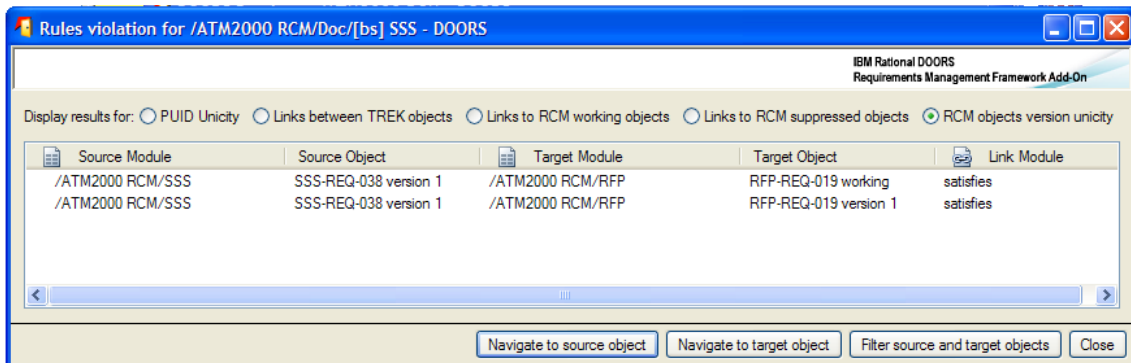 Rules violation for /ATM2000 RCM/Doc/[bs] SSS - DOORS
IBM Rational DOORS
Requirements Management Framework Add-On
Display results for: PUID Unicity Links between TREK objects Links to RCM working objects Links to RCM suppressed objects RCM objects version unicity
Source Module Source Object Target Module Target Object Link Module
/ATM2000 RCM/SSS SSS-REQ-038 version 1 /ATM2000 RCM/RFP RFP-REQ-019 working satisfies
/ATM2000 RCM/SSS SSS-REQ-038 version 1 /ATM2000 RCM/RFP RFP-REQ-019 version 1 satisfies
Navigate to source object Navigate to target object Filter source and target objects Close